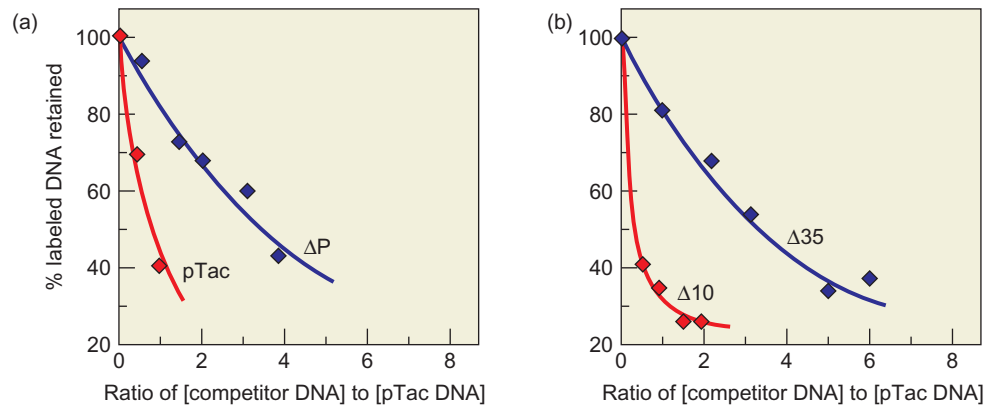 (a)
% labeled DNA retained
100
80
60
40
20
pTac
ΔP
0
2
4
6
8
Ratio of [competitor DNA] to [pTac DNA]
(b)
100
80
60
40
20
Δ35
Δ10
0
2
4
6
8
Ratio of [competitor DNA] to [pTac DNA]